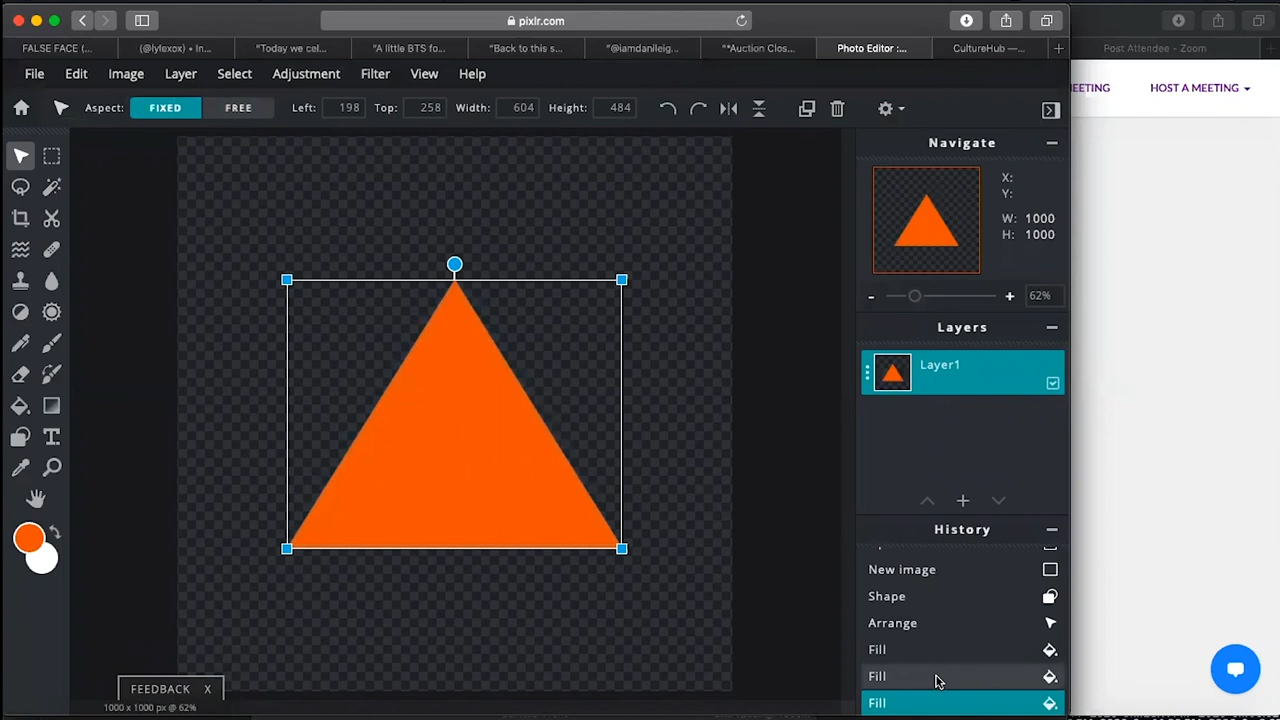 pixlr.com
FALSE FACE (...
(@lylexox) • In...
"Today we cel...
"A little BTS fo...
"Back to this s...
"@iamdanileig...
"*Auction Clos...
Photo Editor :...
CultureHub —...
+
Post Attendee - Zoom
File Edit Image Layer Select Adjustment Filter View Help
EETING
HOST A MEETING
Aspect: FIXED FREE Left: 198 Top: 258 Width: 604 Height: 484
Navigate
X:
Y:
W: 1000
H: 1000
- + 62%
Layers
Layer1
+
History
New image
Shape
Arrange
Fill
Fill
Fill
T
FEEDBACK X
1000 x 1000 px @ 62%